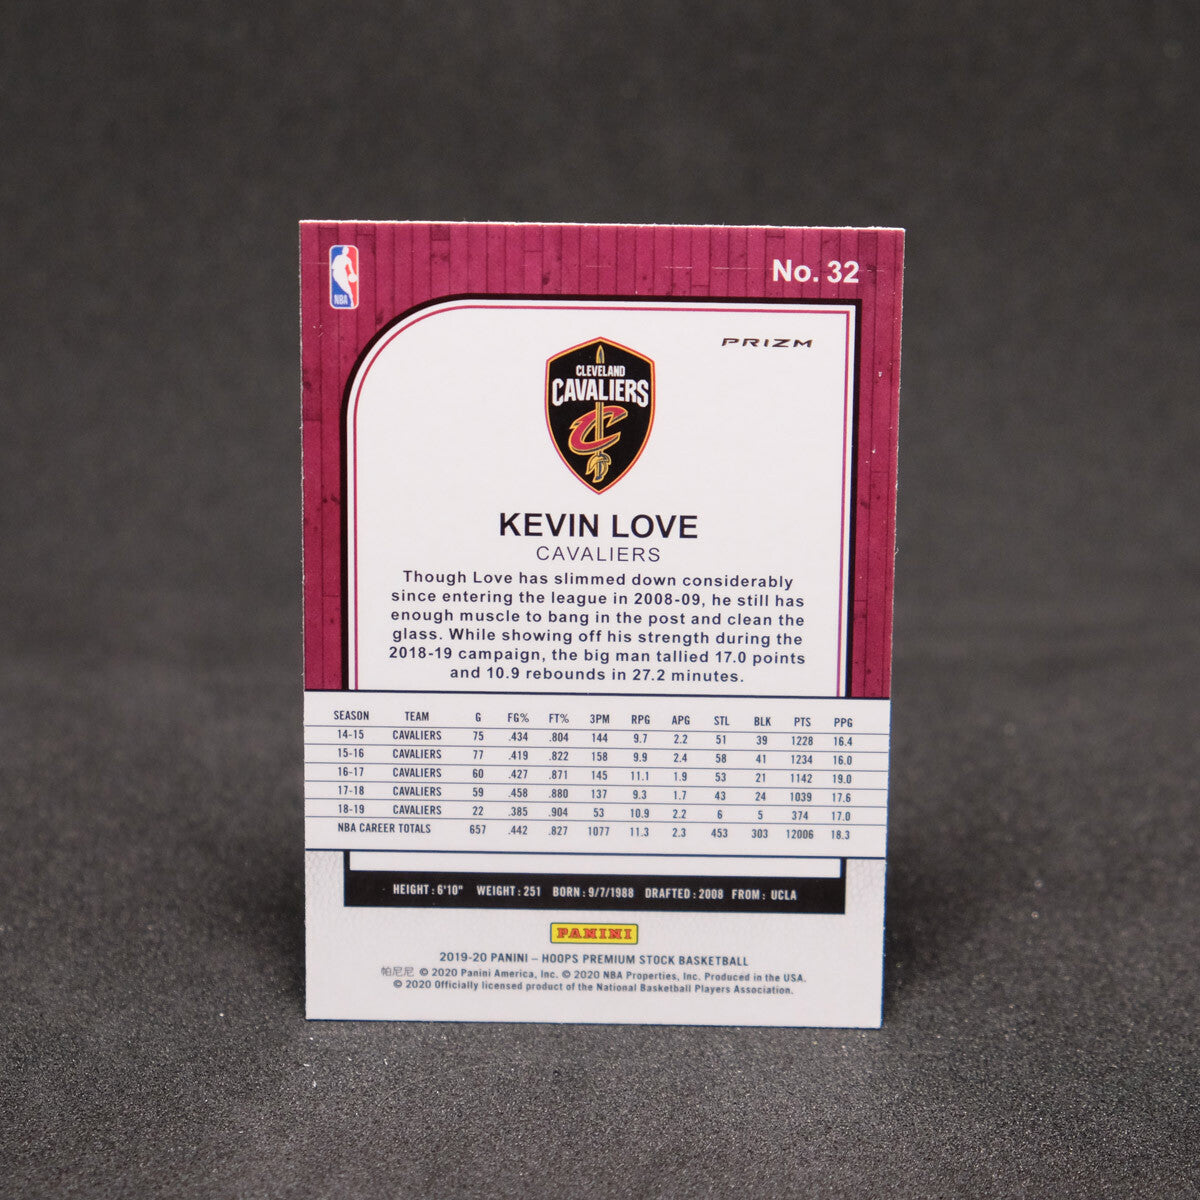 NBA
No. 32
PRIZM
CLEVELAND
CAVALIERS
KEVIN LOVE
CAVALIERS
Though Love has slimmed down considerably
since entering the league in 2008-09, he still has
enough muscle to bang in the post and clean the
glass. While showing off his strength during the
2018-19 campaign, the big man tallied 17.0 points
and 10.9 rebounds in 27.2 minutes.
SEASON TEAM G FG% FT% 3PM RPG APG STL BLK PTS PPG
14-15 CAVALIERS 75 .434 .804 144 9.7 2.2 51 39 1228 16.4
15-16 CAVALIERS 77 .419 .822 158 9.9 2.4 58 41 1234 16.0
16-17 CAVALIERS 60 .427 .871 145 11.1 1.9 53 21 1142 19.0
17-18 CAVALIERS 59 .458 .880 137 9.3 1.7 43 24 1039 17.6
18-19 CAVALIERS 22 .385 .904 53 10.9 2.2 6 5 374 17.0
NBA CAREER TOTALS 657 .442 .827 1077 11.3 2.3 453 303 12006 18.3
HEIGHT: 6'10" WEIGHT: 251 BORN: 9/7/1988 DRAFTED: 2008 FROM: UCLA
PANINI
2019-20 PANINI – HOOPS PREMIUM STOCK BASKETBALL
帕尼尼 © 2020 Panini America, Inc. © 2020 NBA Properties, Inc. Produced in the USA.
© 2020 Officially licensed product of the National Basketball Players Association.